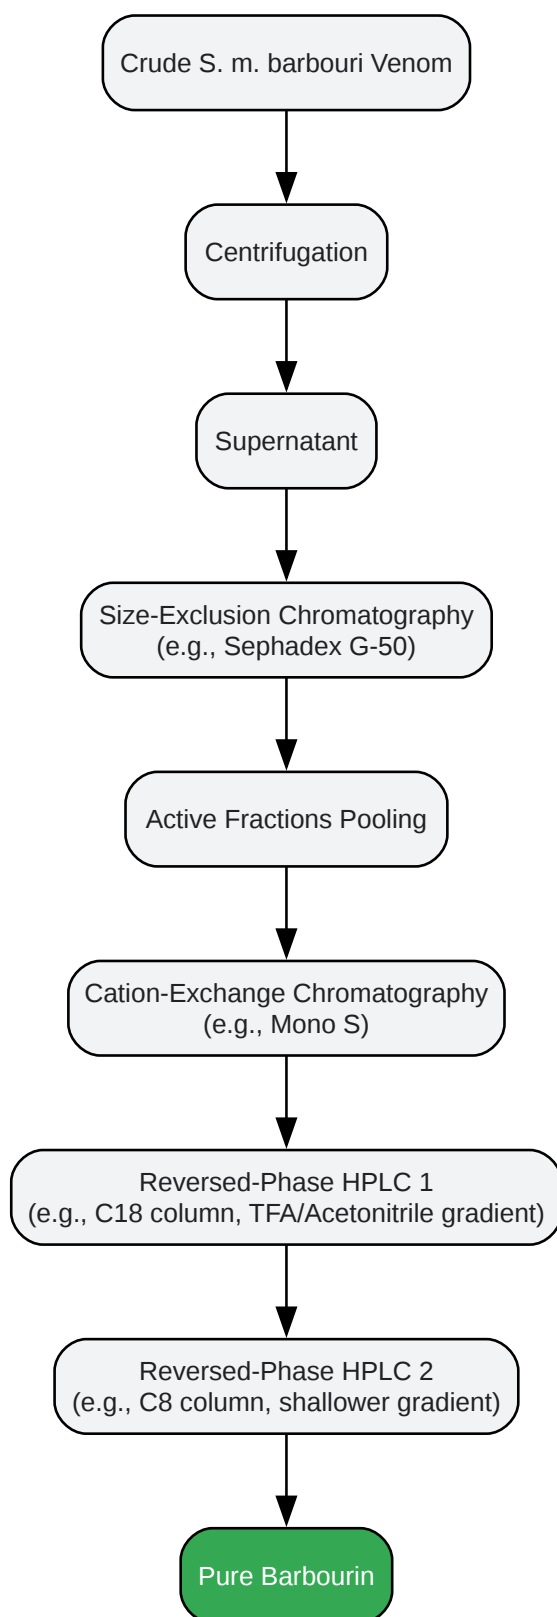 Crude S. m. barbouri Venom
Centrifugation
Supernatant
Size-Exclusion Chromatography
(e.g., Sephadex G-50)
Active Fractions Pooling
Cation-Exchange Chromatography
(e.g., Mono S)
Reversed-Phase HPLC 1
(e.g., C18 column, TFA/Acetonitrile gradient)
Reversed-Phase HPLC 2
(e.g., C8 column, shallower gradient)
Pure Barbourin